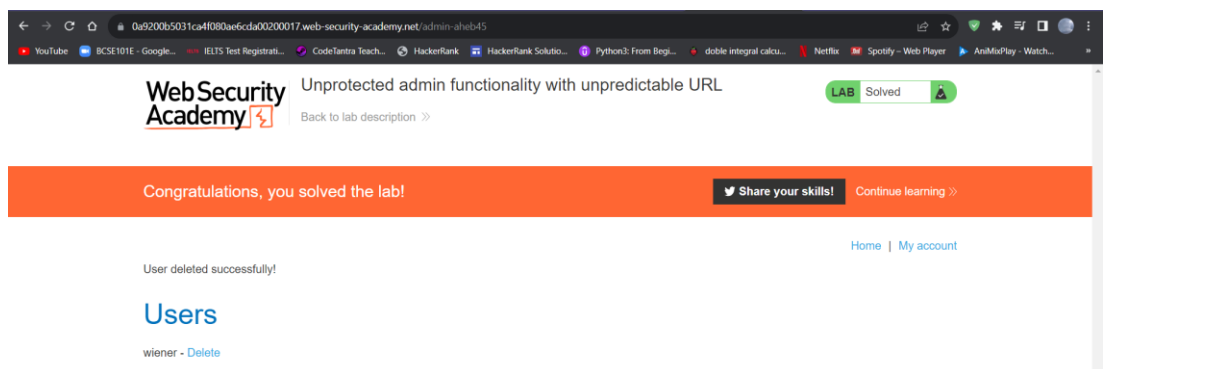 0a9200b5031ca4f080ae6cda00200017.web-security-academy.net/admin-aheb45
YouTube BCSE101E - Google... IELTS Test Registrati... CodeTantra Teach... HackerRank HackerRank Solutio... Python3: From Begi... doble integral calcu... Netflix Spotify – Web Player AniMixPlay - Watch... »
WebSecurity Academy
Unprotected admin functionality with unpredictable URL
Back to lab description »
LAB Solved
Congratulations, you solved the lab!
Share your skills! Continue learning »
Home | My account
User deleted successfully!
Users
wiener - Delete